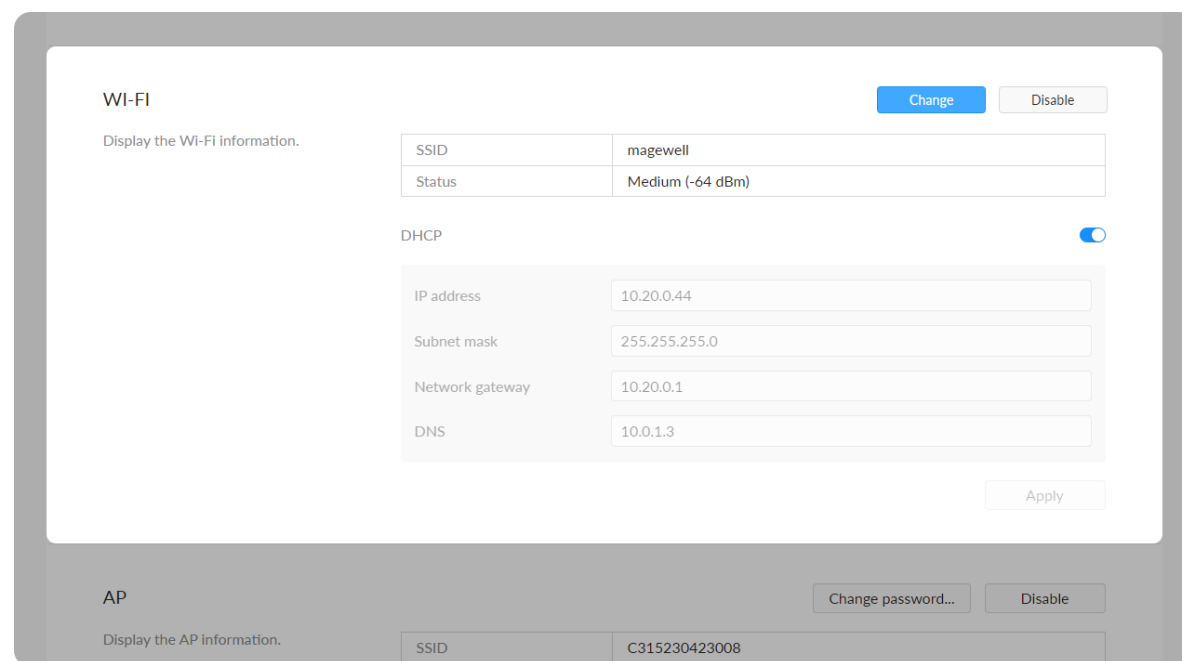 WI-FI Change Disable
Display the Wi-Fi information.
SSID magewell
Status Medium (-64 dBm)
DHCP
IP address 10.20.0.44
Subnet mask 255.255.255.0
Network gateway 10.20.0.1
DNS 10.0.1.3
Apply
AP Change password... Disable
Display the AP information.
SSID C315230423008